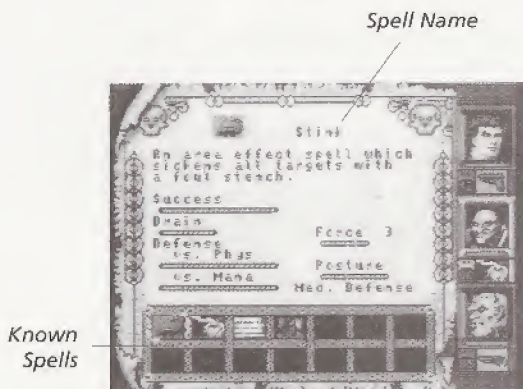 Spell Name
Stink
An area effect spell which
sickens all targets with
a foul stench.
Success
Drain
Force 3
Defense
vs. Phys
Posture
vs. Mana
Med. Defense
Known
Spells